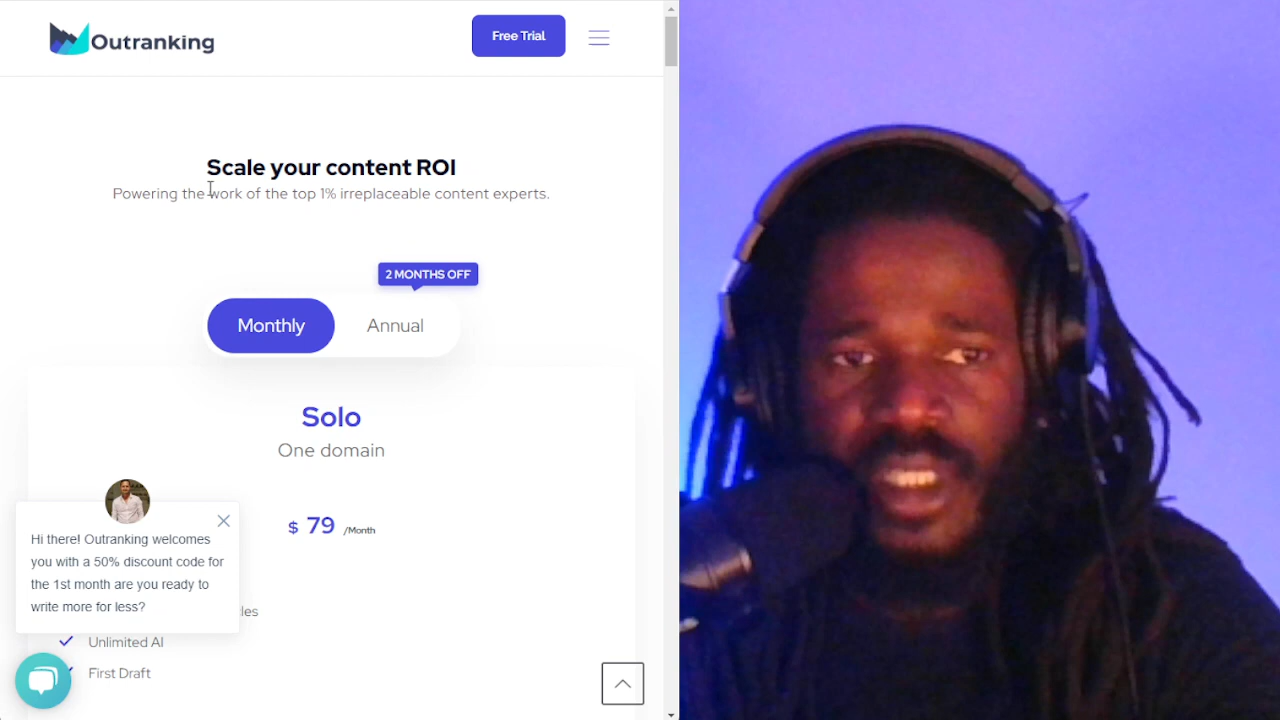 Outranking
Free Trial
Scale your content ROI
Powering the work of the top 1% irreplaceable content experts.
2 MONTHS OFF
Monthly
Annual
Solo
One domain
$ 79 /Month
Hi there! Outranking welcomes
you with a 50% discount code for
the 1st month are you ready to
write more for less?
Unlimited AI
First Draft